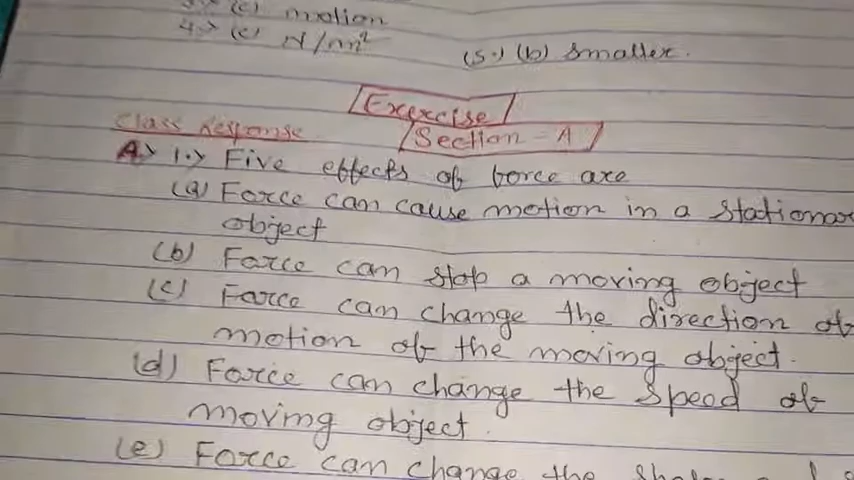 3.> (c) motion
4.> (c) N/m²
(5.) (b) Smaller.
Exercise
Class Response
Section - A
A> 1.> Five effects of force are
(a) Force can cause motion in a stationar
object
(b) Force can stop a moving object
(c) Force can change the direction of
motion of the moving object.
(d) Force can change the speed of
moving object.
(e) Force can change the